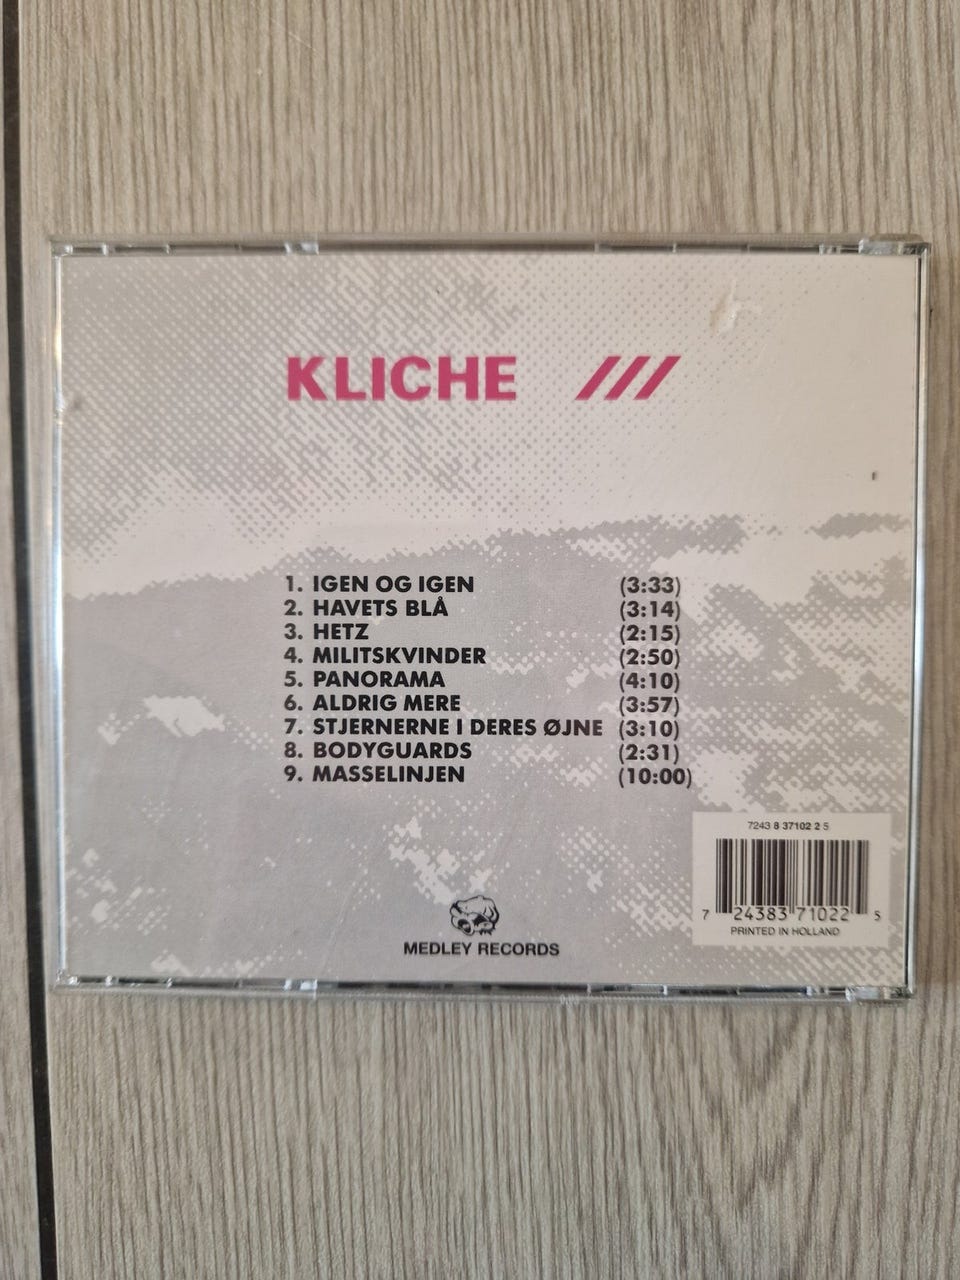 KLICHE ///
1. IGEN OG IGEN (3:33)
2. HAVETS BLÅ (3:14)
3. HETZ (2:15)
4. MILITSKVINDER (2:50)
5. PANORAMA (4:10)
6. ALDRIG MERE (3:57)
7. STJERNERNE I DERES ØJNE (3:10)
8. BODYGUARDS (2:31)
9. MASSELINJEN (10:00)
7243 8 37102 2 5
7 24383 71022 5
PRINTED IN HOLLAND
MEDLEY RECORDS